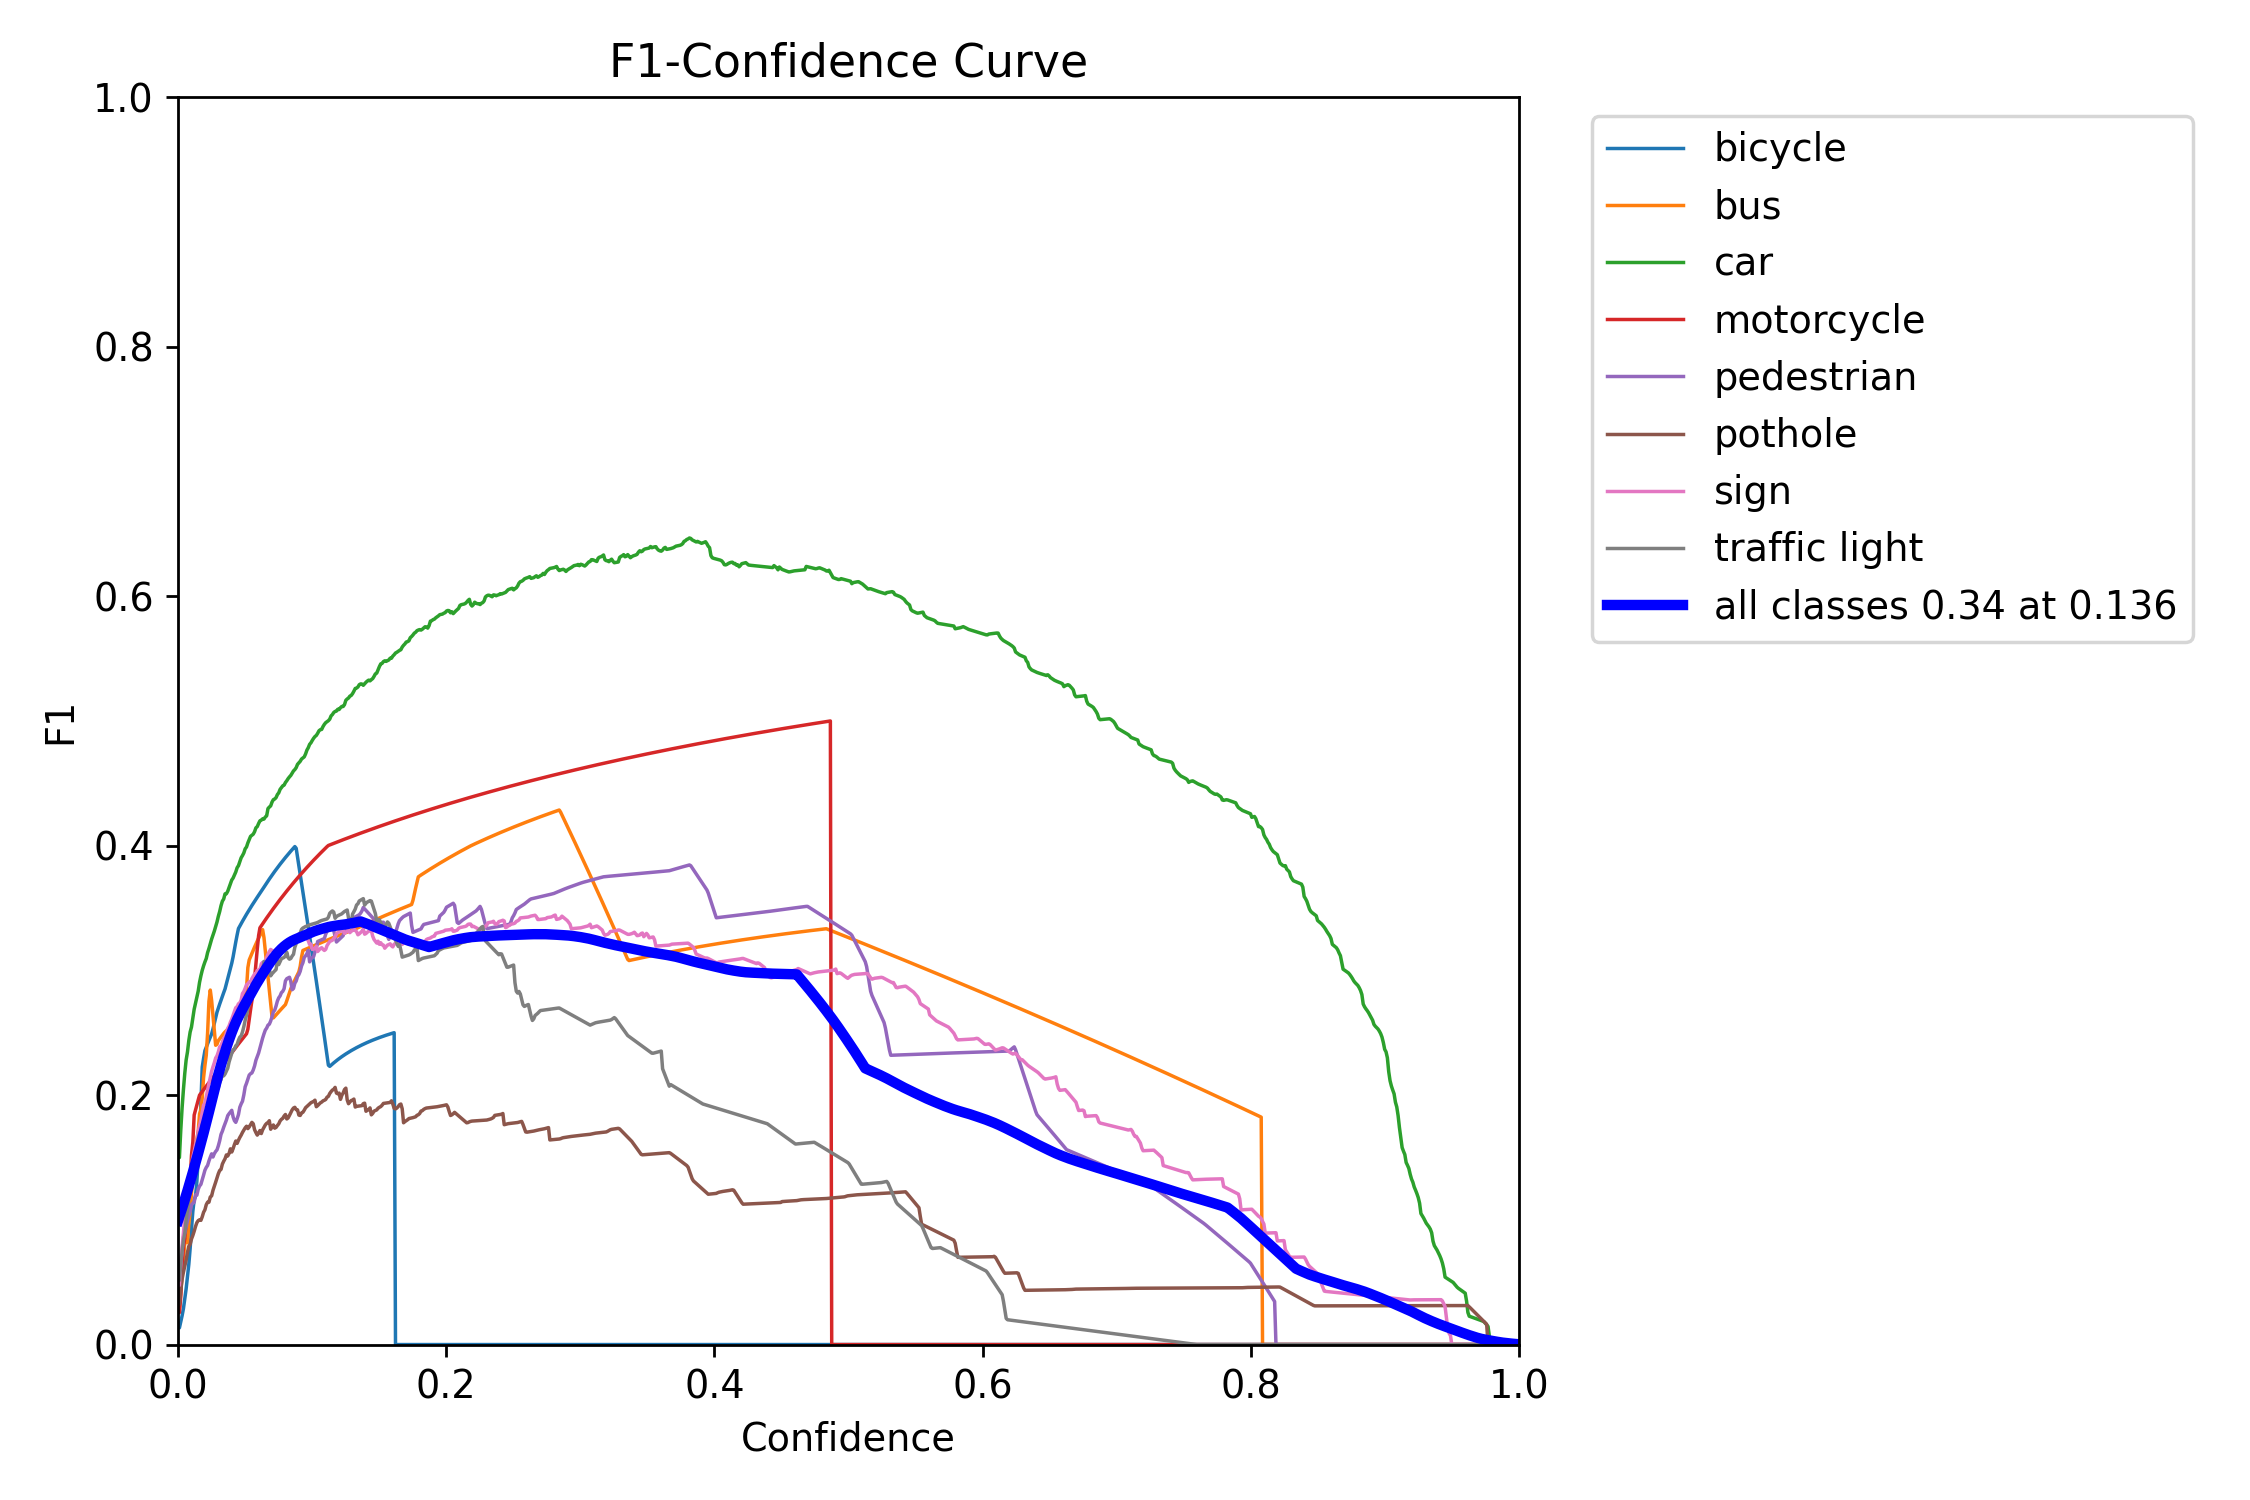 F1-Confidence Curve
1.0
0.8
0.6
0.4
0.2
0.0
F1
0.0 0.2 0.4 0.6 0.8 1.0
Confidence
bicycle
bus
car
motorcycle
pedestrian
pothole
sign
traffic light
all classes 0.34 at 0.136